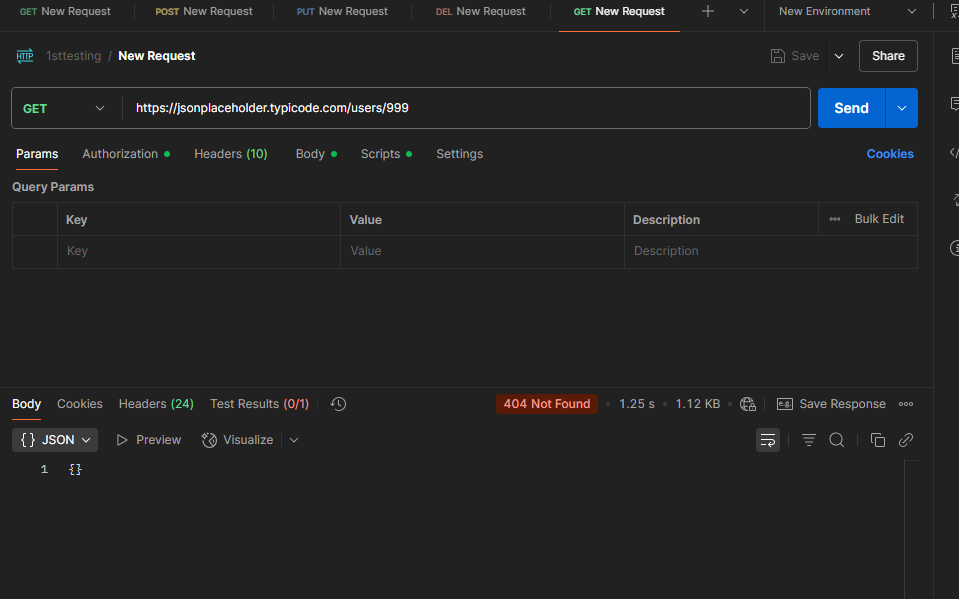 GET New Request POST New Request PUT New Request DEL New Request GET New Request New Environment
HTTP 1sttesting / New Request Save Share
GET https://jsonplaceholder.typicode.com/users/999 Send
Params Authorization Headers (10) Body Scripts Settings Cookies
Query Params
Key Value Description Bulk Edit
Key Value Description
Body Cookies Headers (24) Test Results (0/1) 404 Not Found 1.25 s 1.12 KB e.g. Save Response
{} JSON Preview Visualize
1 {}